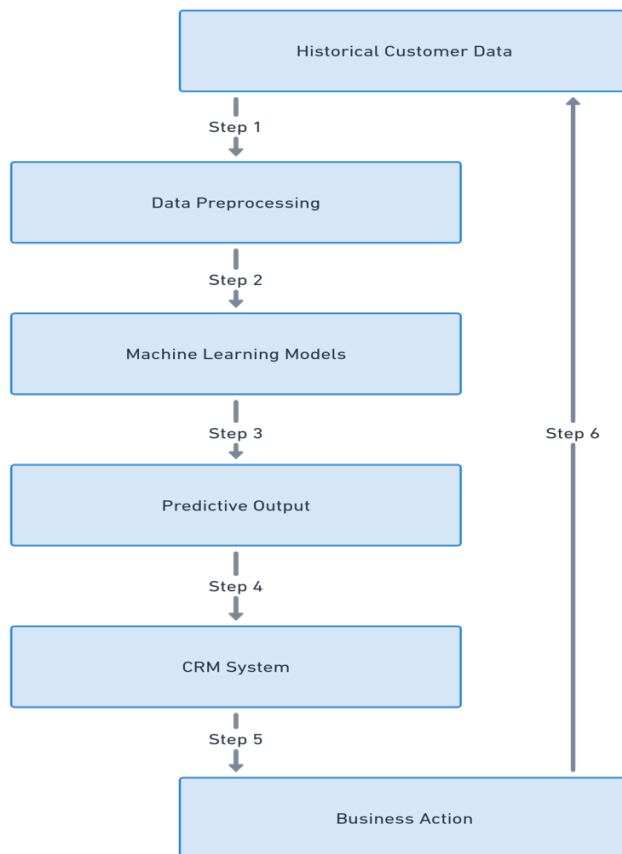 Historical Customer Data
Step 1
Data Preprocessing
Step 2
Machine Learning Models
Step 3
Step 6
Predictive Output
Step 4
CRM System
Step 5
Business Action